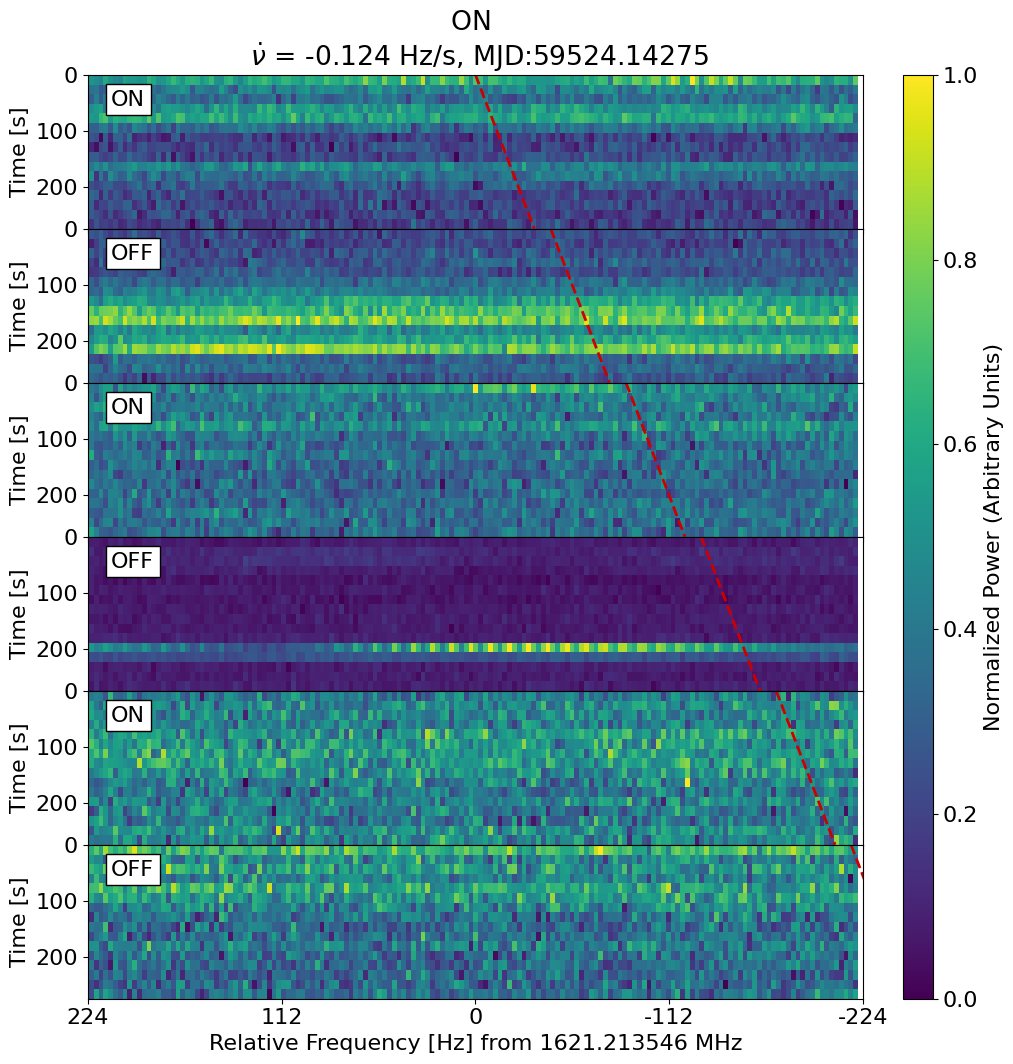 ON
ν̇ = -0.124 Hz/s, MJD:59524.14275
0
100
200
Time [s]
ON
0
100
200
Time [s]
OFF
0
100
200
Time [s]
ON
0
100
200
Time [s]
OFF
0
100
200
Time [s]
ON
0
100
200
Time [s]
OFF
224 112 0 -112 -224
Relative Frequency [Hz] from 1621.213546 MHz
1.0
0.8
0.6
0.4
0.2
0.0
Normalized Power (Arbitrary Units)